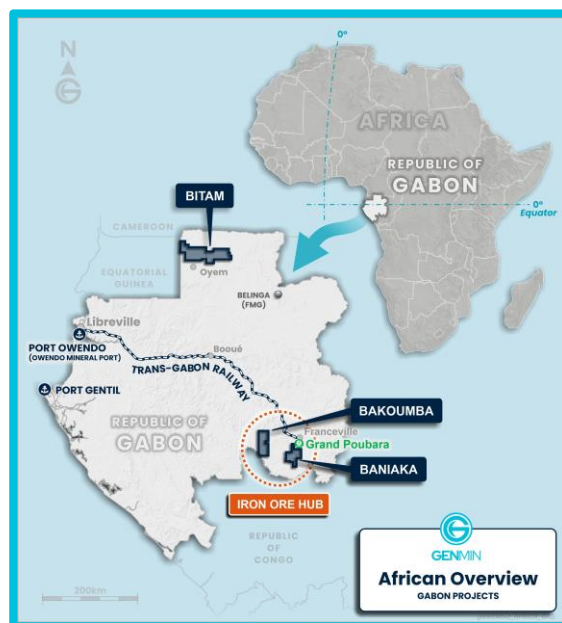 N
0°
AFRICA
REPUBLIC OF
GABON
0°
Equator
BITAM
CAMEROON
EQUATORIAL
GUINEA
Oyem
BELINGA
(FMG)
Libreville
PORT OWENDO
(OWENDO MINERAL PORT)
Booué
TRANS-GABON RAILWAY
PORT GENTIL
REPUBLIC OF
GABON
BAKOUMBA
Franceville
Grand Poubara
BANIAKA
IRON ORE HUB
REPUBLIC
OF
CONGO
200km
GENMIN
African Overview
GABON PROJECTS